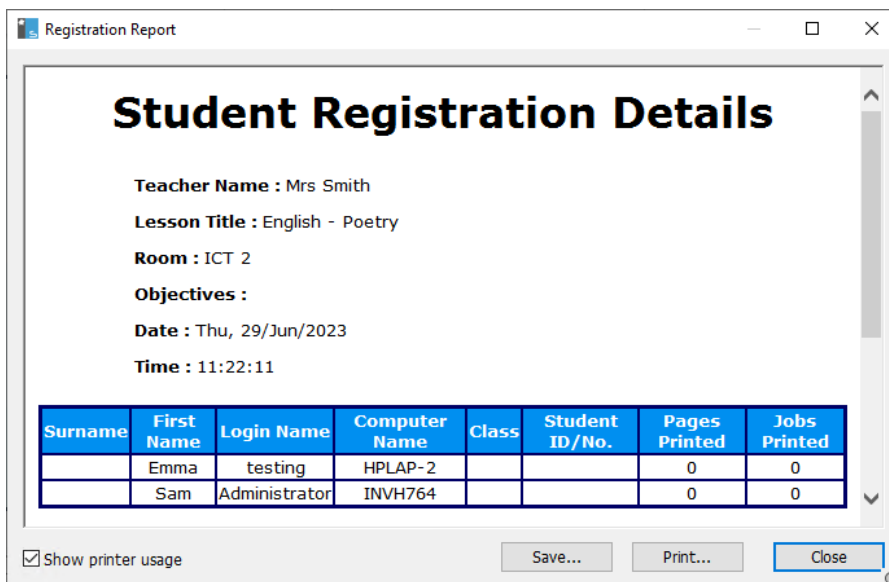 Registration Report
Student Registration Details
Teacher Name : Mrs Smith
Lesson Title : English - Poetry
Room : ICT 2
Objectives :
Date : Thu, 29/Jun/2023
Time : 11:22:11
Surname First Name Login Name Computer Name Class Student ID/No. Pages Printed Jobs Printed
Emma testing HPLAP-2 0 0
Sam Administrator INVH764 0 0
Show printer usage Save... Print... Close